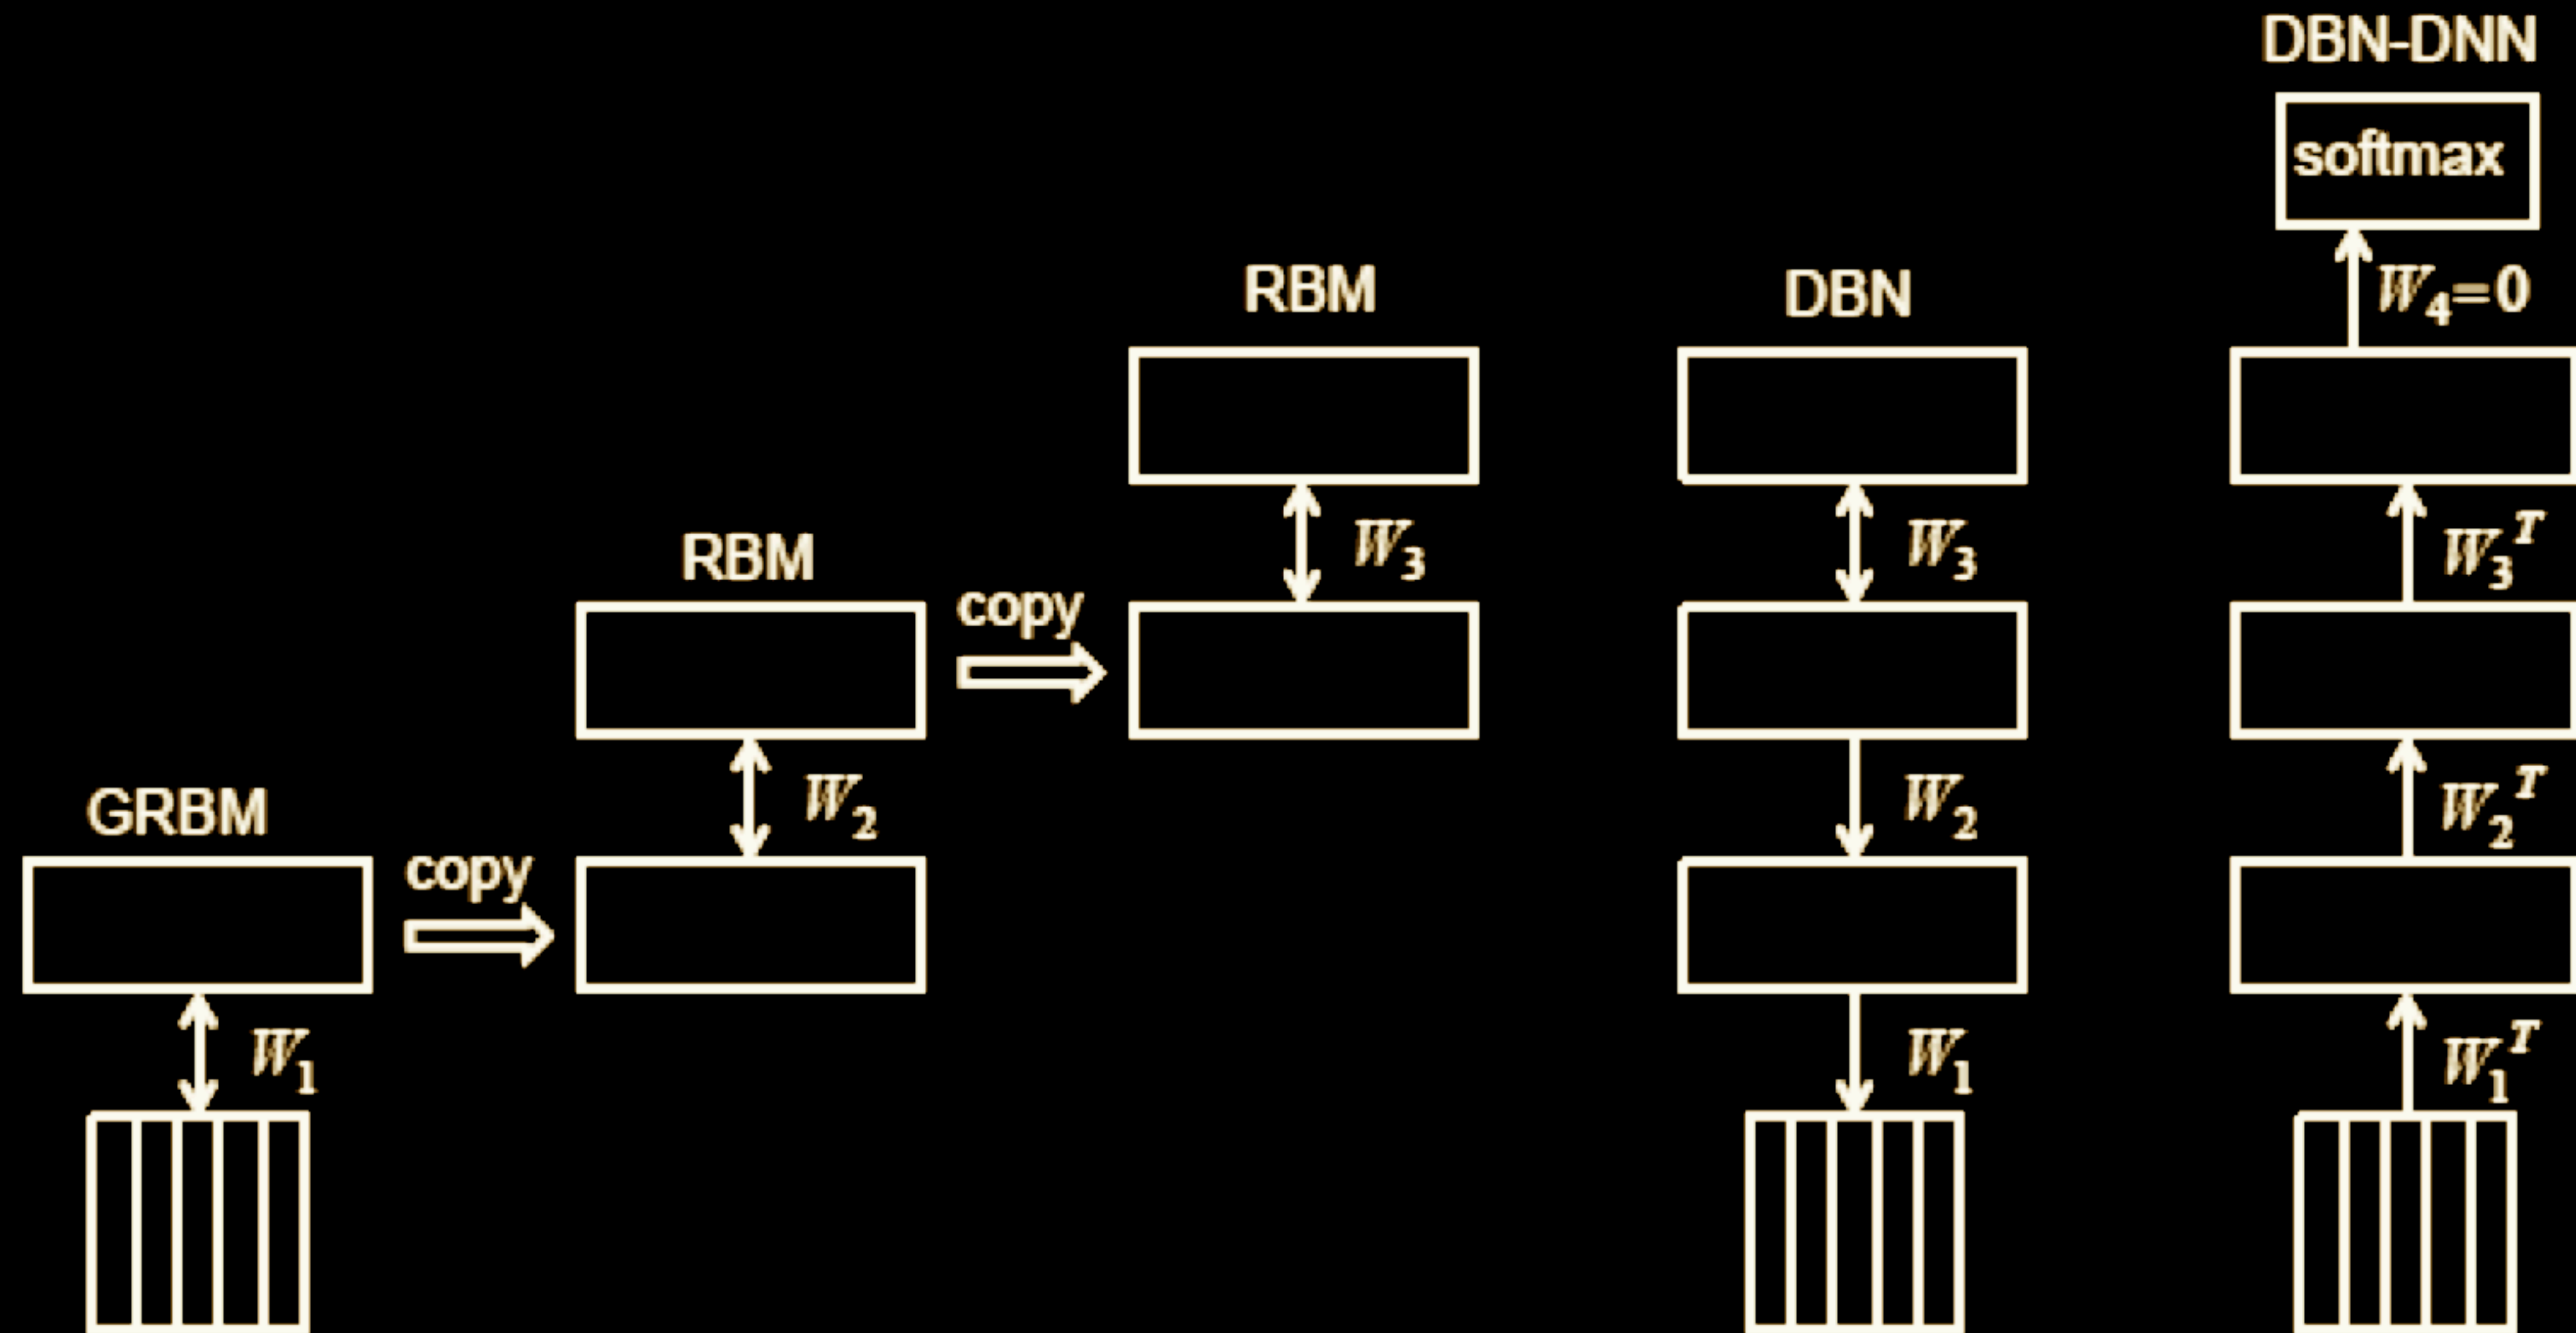 DBN-DNN
softmax
W₄=0
RBM
DBN
W₃
W₃
W₃ᵀ
RBM
copy
W₂
W₂
W₂ᵀ
GRBM
copy
W₁
W₁
W₁ᵀ